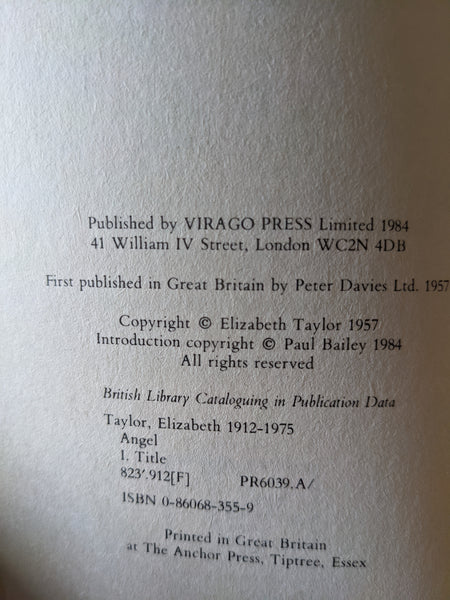 Published by VIRAGO PRESS Limited 1984
41 William IV Street, London WC2N 4DB
First published in Great Britain by Peter Davies Ltd. 1957
Copyright © Elizabeth Taylor 1957
Introduction copyright © Paul Bailey 1984
All rights reserved
British Library Cataloguing in Publication Data
Taylor, Elizabeth 1912-1975
Angel
I. Title
823'.912[F] PR6039.A/
ISBN 0-86068-355-9
Printed in Great Britain
at The Anchor Press, Tiptree, Essex